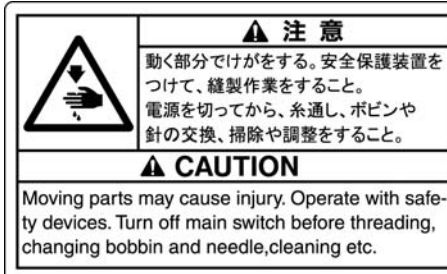 ⚠ 注意
動く部分でけがをする。安全保護装置を
つけて、縫製作業をすること。
電源を切ってから、糸通し、ボビンや
針の交換、掃除や調整をすること。
⚠ CAUTION
Moving parts may cause injury. Operate with safe-
ty devices. Turn off main switch before threading,
changing bobbin and needle,cleaning etc.